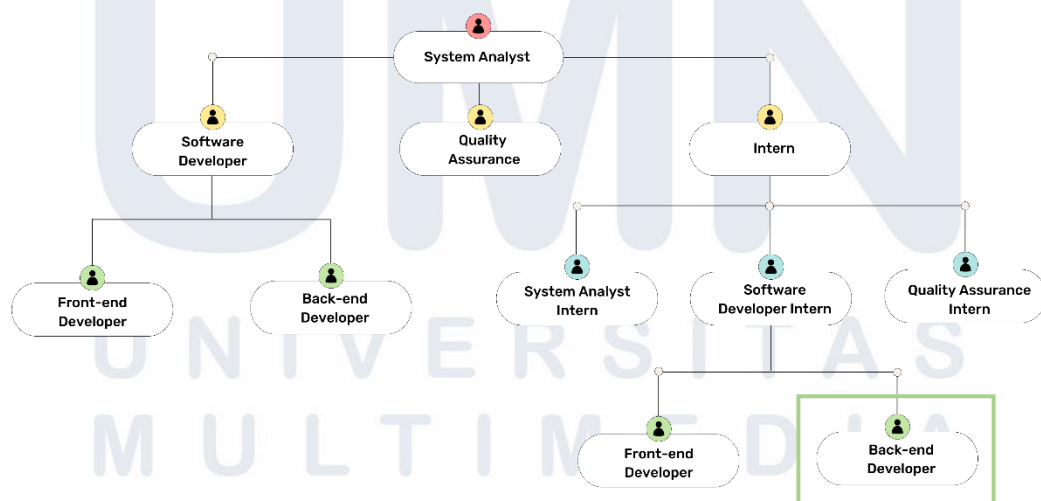 UMN
System Analyst
Software
Developer
Quality
Assurance
Intern
Front-end
Developer
Back-end
Developer
System Analyst
Intern
Software
Developer Intern
Quality Assurance
Intern
UNIVERSITAS
Front-end
Developer
Back-end
Developer
MULTIMEDIA